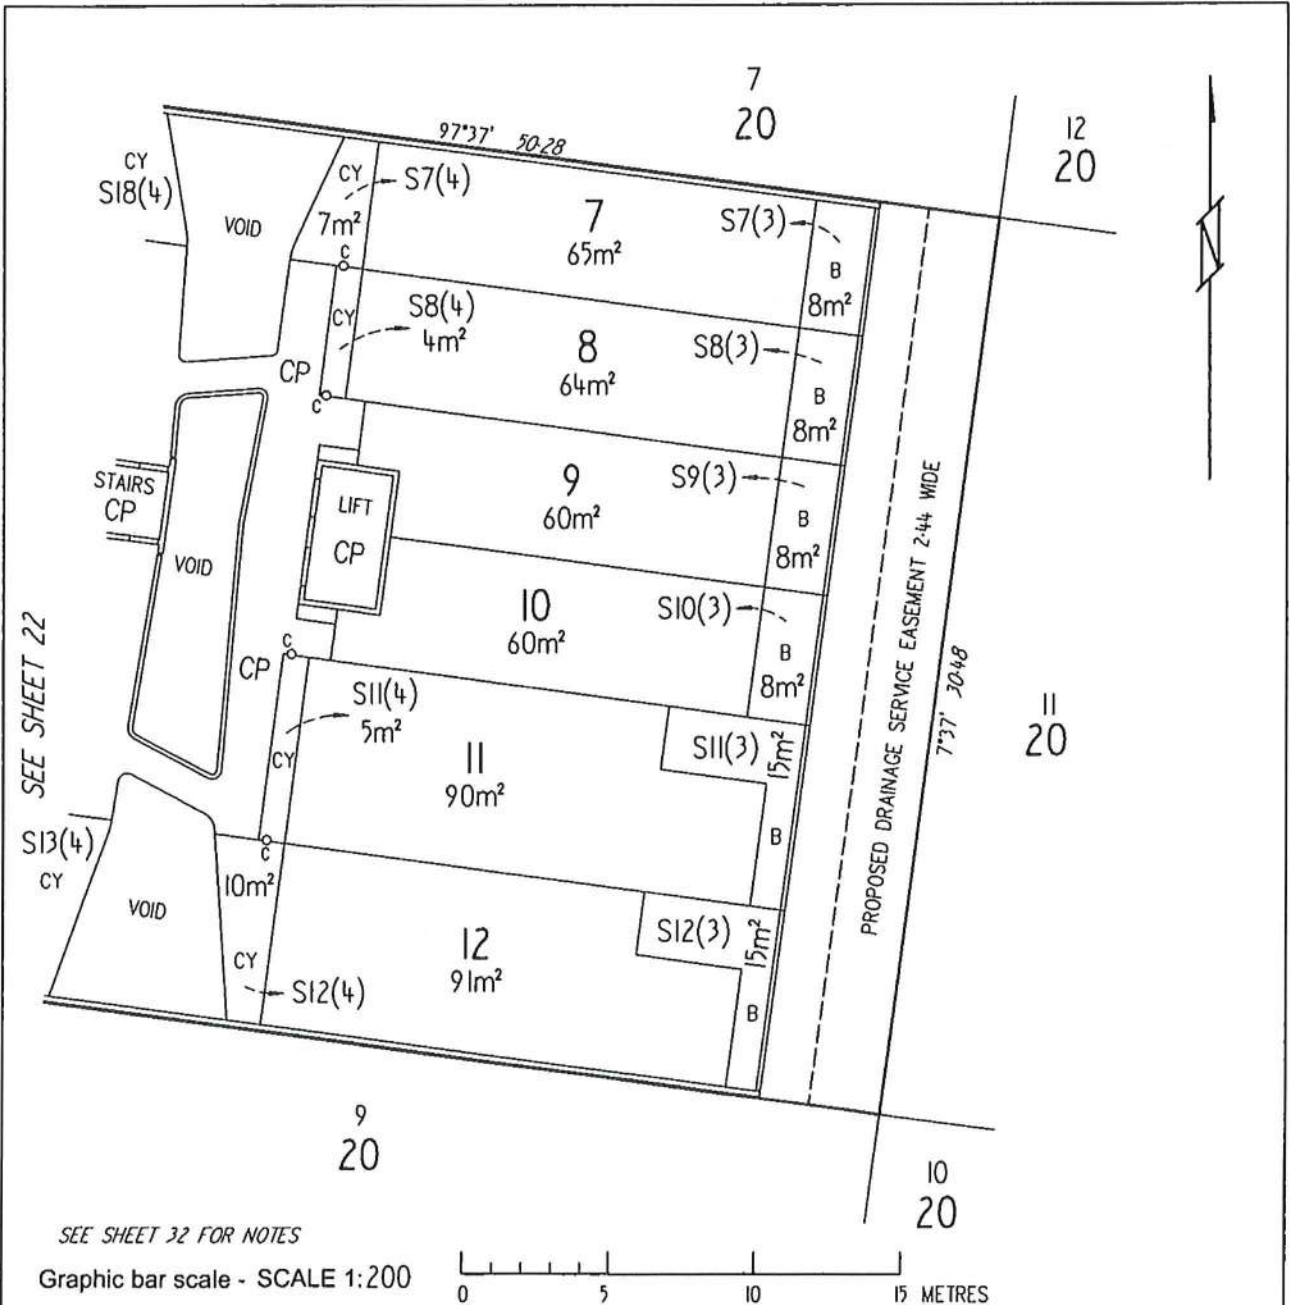 7
20
12
20
97°37' 50·28
CY
S18(4)
VOID
CY
S7(4)
7m²
C
7
65m²
S7(3)
B
8m²
CY
S8(4)
4m²
CP
C
8
64m²
S8(3)
B
8m²
STAIRS
CP
VOID
LIFT
CP
9
60m²
S9(3)
B
8m²
10
60m²
S10(3)
B
8m²
PROPOSED DRAINAGE SERVICE EASEMENT 2·44 WIDE
7°37' 30·48
11
20
SEE SHEET 22
CP
C
S11(4)
5m²
CY
C
11
90m²
S11(3)
15m²
B
S13(4)
CY
VOID
10m²
CY
S12(4)
12
91m²
S12(3)
15m²
B
9
20
10
20
SEE SHEET 32 FOR NOTES
Graphic bar scale - SCALE 1:200
0 5 10 15 METRES